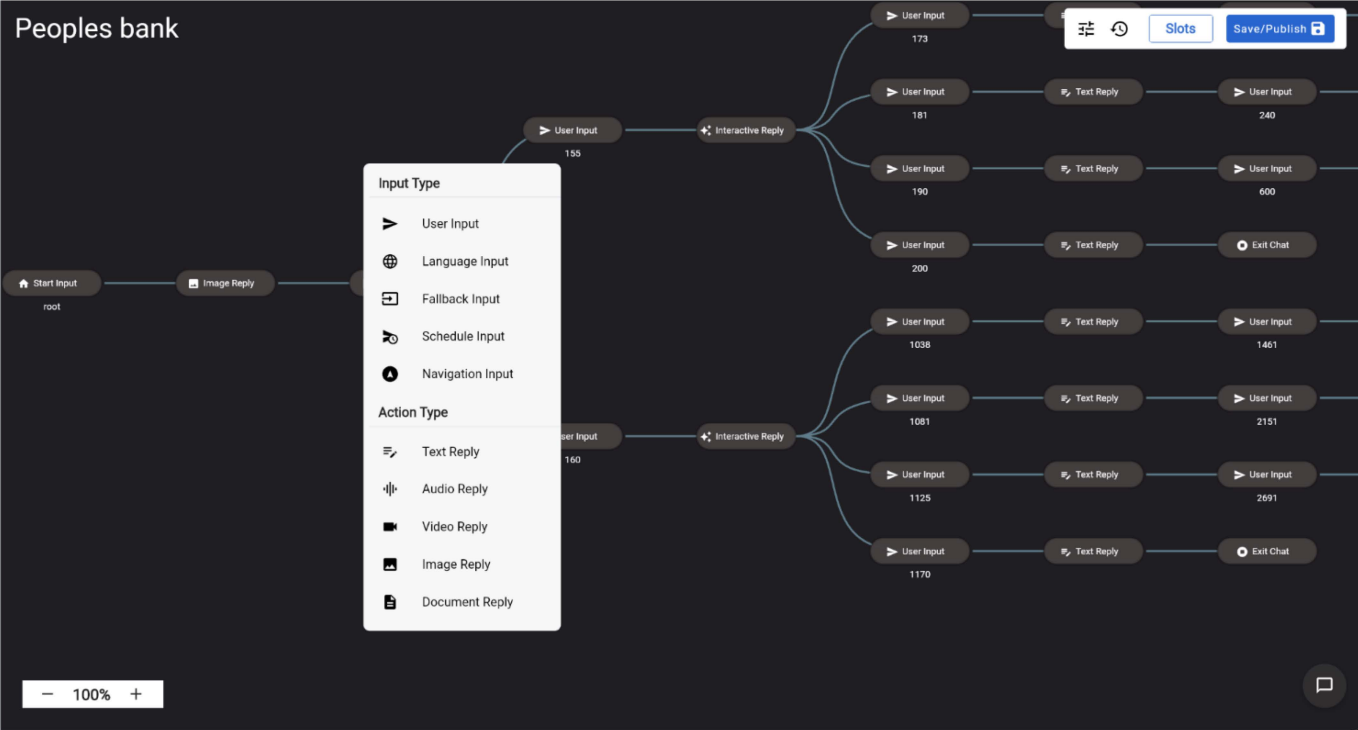 Peoples bank
Slots
Save/Publish
User Input
173
User Input
Text Reply
User Input
181
240
User Input
Interactive Reply
155
User Input
Text Reply
User Input
190
600
User Input
Text Reply
Exit Chat
200
Start Input
Image Reply
root
Input Type
User Input
Language Input
Fallback Input
Schedule Input
Navigation Input
Action Type
Text Reply
Audio Reply
Video Reply
Image Reply
Document Reply
User Input
Text Reply
User Input
1038
1461
User Input
Text Reply
User Input
1081
2151
ser Input
Interactive Reply
160
User Input
Text Reply
User Input
1125
2691
User Input
Text Reply
Exit Chat
1170
− 100% +